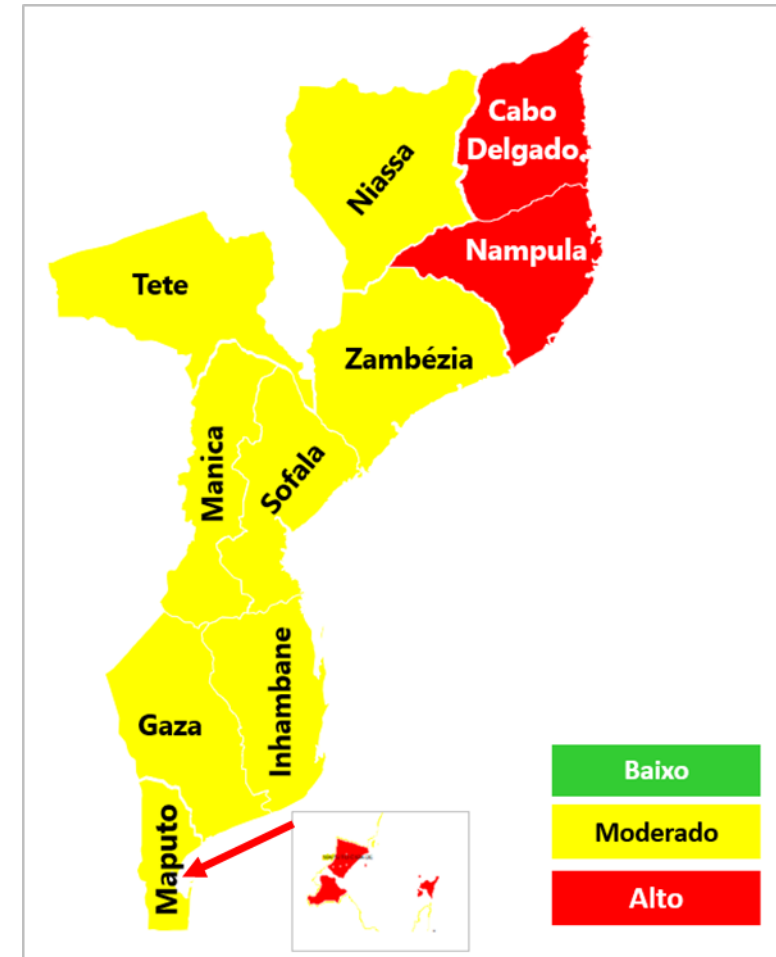 Cabo
Delgado
Niassa
Nampula
Tete
Zambézia
Manica
Sofala
Inhambane
Gaza
Maputo
Baixo
Moderado
Alto